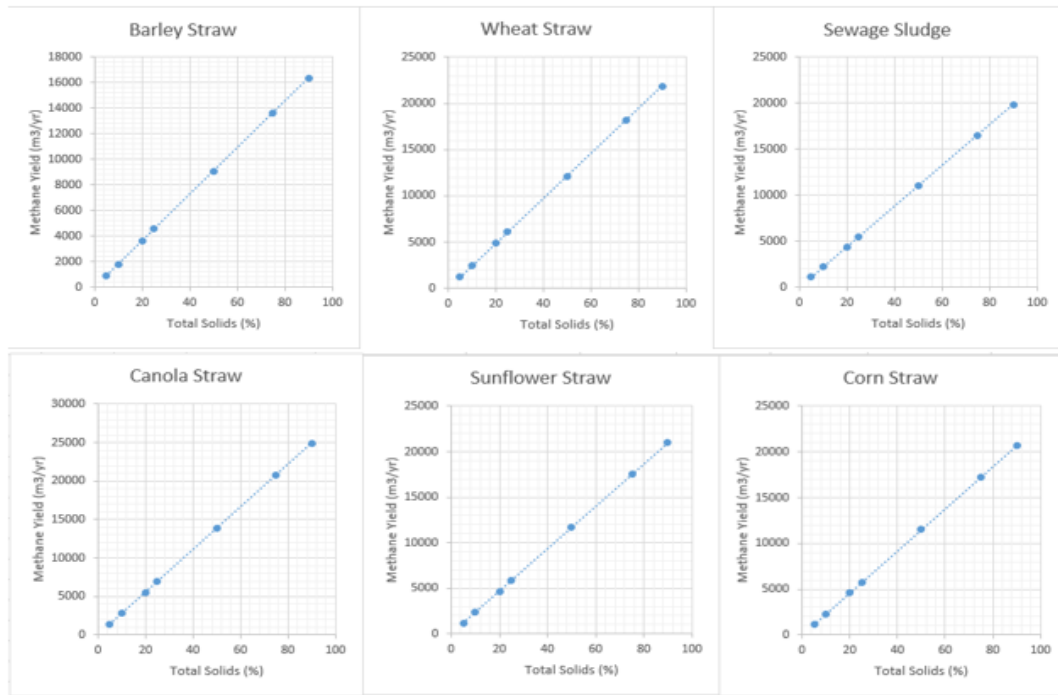 Barley Straw
18000
16000
14000
12000
10000
8000
6000
4000
2000
0
Methane Yield (m3/yr)
0 20 40 60 80 100
Total Solids (%)
Wheat Straw
25000
20000
15000
10000
5000
0
Methane Yield (m3/yr)
0 20 40 60 80 100
Total Solids (%)
Sewage Sludge
25000
20000
15000
10000
5000
0
Methane Yield (m3/yr)
0 20 40 60 80 100
Total Solids (%)
Canola Straw
30000
25000
20000
15000
10000
5000
0
Methane Yield (m3/yr)
0 20 40 60 80 100
Total Solids (%)
Sunflower Straw
25000
20000
15000
10000
5000
0
Methane Yield (m3/yr)
0 20 40 60 80 100
Total Solids (%)
Corn Straw
25000
20000
15000
10000
5000
0
Methane Yield (m3/yr)
0 20 40 60 80 100
Total Solids (%)